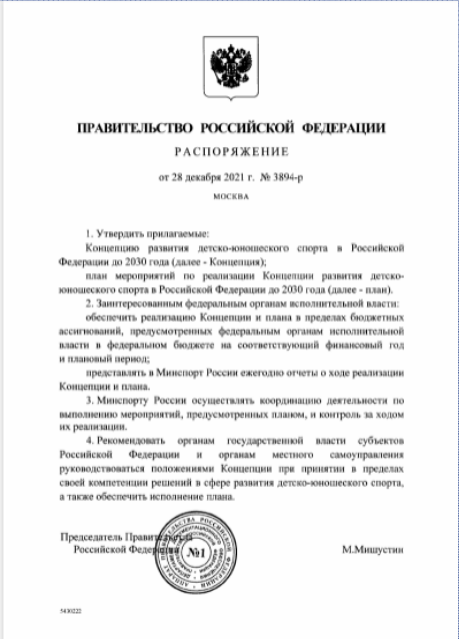 ПРАВИТЕЛЬСТВО РОССИЙСКОЙ ФЕДЕРАЦИИ
РАСПОРЯЖЕНИЕ
от 28 декабря 2021 г. № 3894-р
МОСКВА
1. Утвердить прилагаемые:
Концепцию развития детско-юношеского спорта в Российской
Федерации до 2030 года (далее - Концепция);
план мероприятий по реализации Концепции развития детско-
юношеского спорта в Российской Федерации до 2030 года (далее - план).
2. Заинтересованным федеральным органам исполнительной власти:
обеспечить реализацию Концепции и плана в пределах бюджетных
ассигнований, предусмотренных федеральным органам исполнительной
власти в федеральном бюджете на соответствующий финансовый год
и плановый период;
представлять в Минспорт России ежегодно отчеты о ходе реализации
Концепции и плана.
3. Минспорту России осуществлять координацию деятельности по
выполнению мероприятий, предусмотренных планом, и контроль за ходом
их реализации.
4. Рекомендовать органам государственной власти субъектов
Российской Федерации и органам местного самоуправления
руководствоваться положениями Концепции при принятии в пределах
своей компетенции решений в сфере развития детско-юношеского спорта,
а также обеспечить исполнение плана.
Председатель Правительства
Российской Федерации
№1
М.Мишустин
5430222